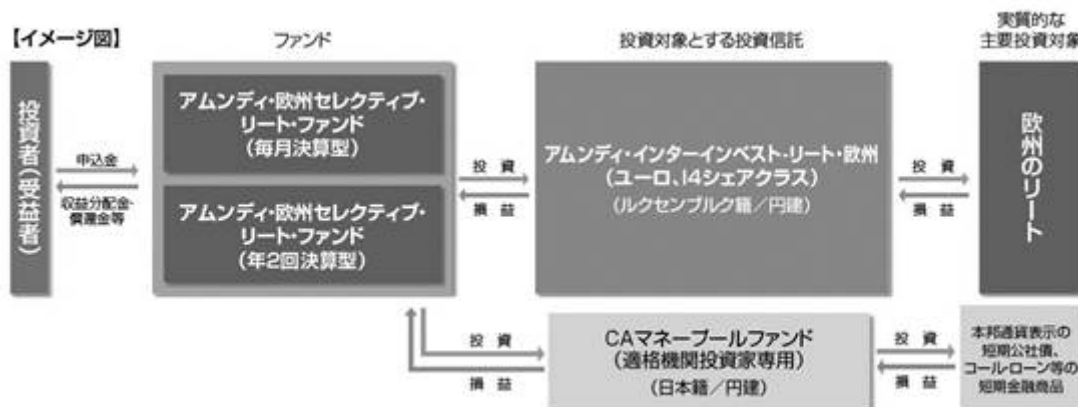 【イメージ図】
ファンド
投資対象とする投資信託
実質的な
主要投資対象
投資者(受益者)
申込金
収益分配金・
償還金等
アムンディ・欧州セレクティブ・
リート・ファンド
(毎月決算型)
アムンディ・欧州セレクティブ・
リート・ファンド
(年2回決算型)
投資
損益
アムンディ・インターインベスト-リート・欧州
(ユーロ、I4シェアクラス)
(ルクセンブルク籍/円建)
投資
損益
欧州のリート
投資
損益
CAマネープールファンド
(適格機関投資家専用)
(日本籍/円建)
投資
損益
本邦通貨表示の
短期公社債、
コール・ローン等の
短期金融商品